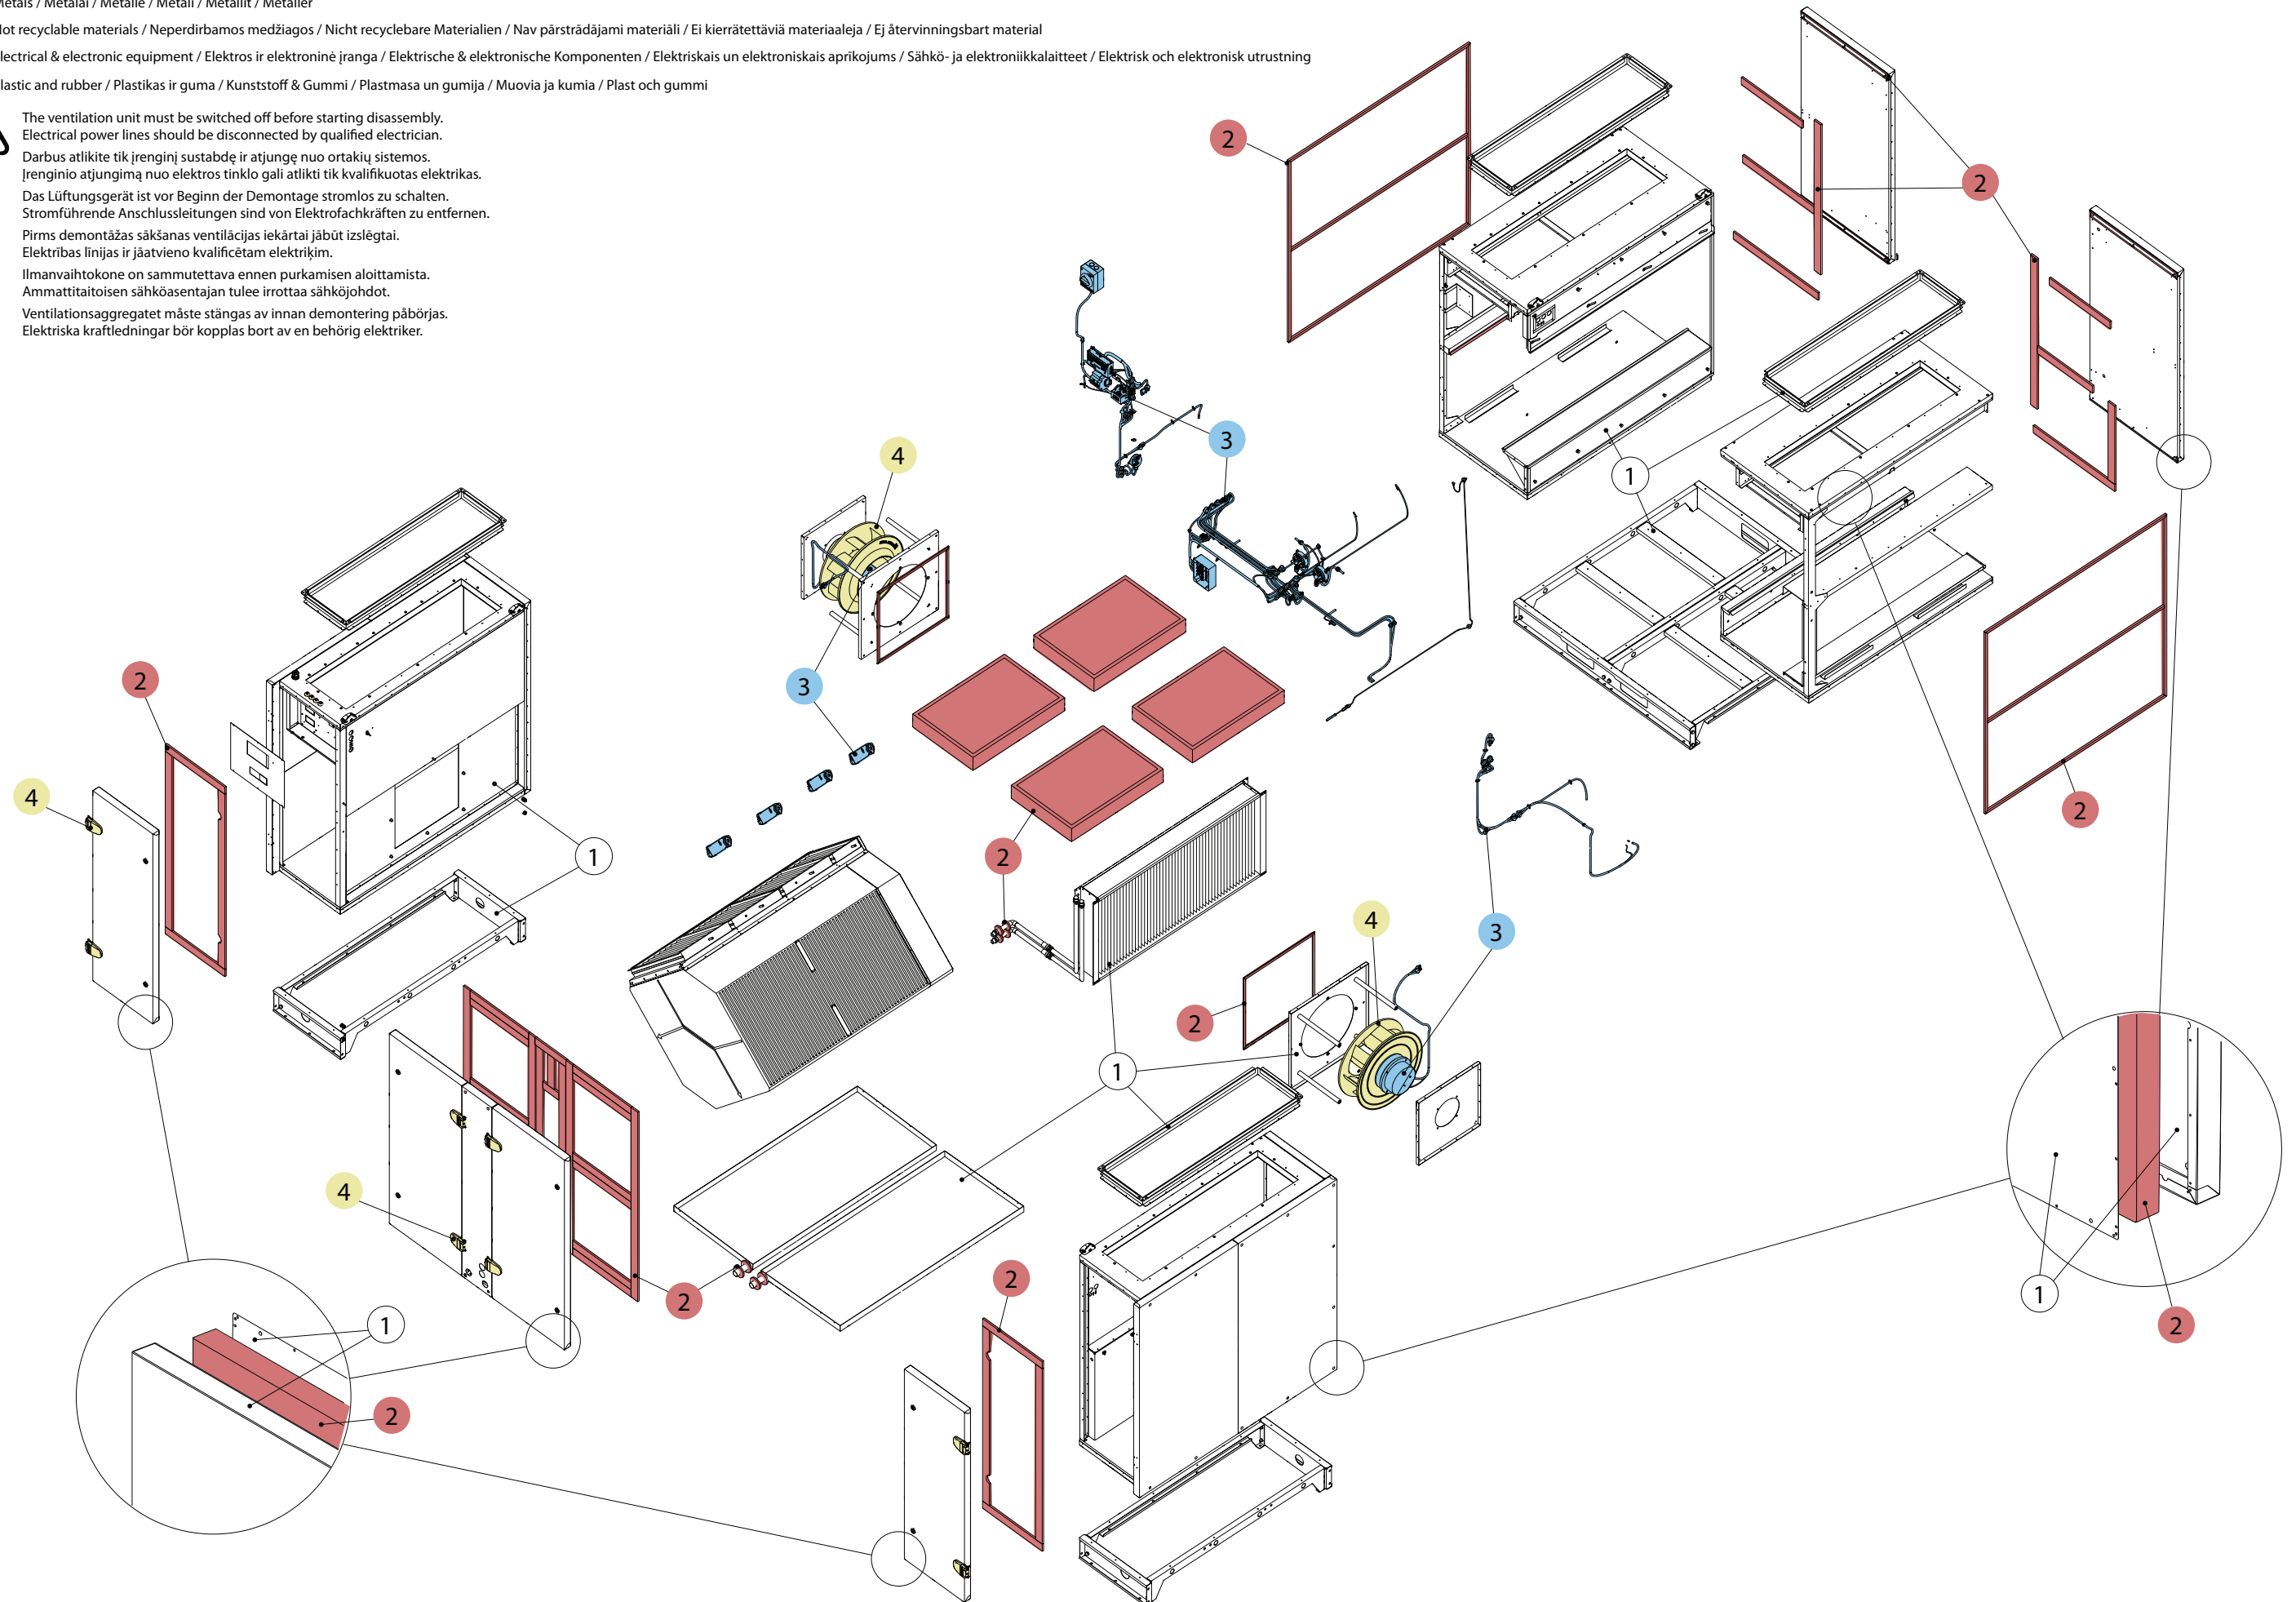 Metals / Metalai / Metalle / Metāli / Metallit / Metaller
Not recyclable materials / Neperdirbamos medžiagos / Nicht recyclebare Materialien / Nav pārstrādājami materiāli / Ei kierrätettäviä materiaaleja / Ej återvinningsbart material
Electrical & electronic equipment / Elektros ir elektroninė įranga / Elektrische & elektronische Komponenten / Elektriskais un elektroniskais aprīkojums / Sähkö- ja elektroniikkalaitteet / Elektrisk och elektronisk utrustning
Plastic and rubber / Plastikas ir guma / Kunststoff & Gummi / Plastmasa un gumija / Muovia ja kumia / Plast och gummi
The ventilation unit must be switched off before starting disassembly.
Electrical power lines should be disconnected by qualified electrician.
Darbus atlikite tik įrenginį sustabdę ir atjungę nuo ortakių sistemos.
Įrenginio atjungimą nuo elektros tinklo gali atlikti tik kvalifikuotas elektrikas.
Das Lüftungsgerät ist vor Beginn der Demontage stromlos zu schalten.
Stromführende Anschlussleitungen sind von Elektrofachkräften zu entfernen.
Pirms demontāžas sākšanas ventilācijas iekārtai jābūt izslēgtai.
Elektrības līnijas ir jāatvieno kvalificētam elektriķim.
Ilmanvaihtokone on sammutettava ennen purkamisen aloittamista.
Ammattitaitoisen sähköasentajan tulee irrottaa sähköjohdot.
Ventilationsaggregatet måste stängas av innan demontering påbörjas.
Elektriska kraftledningar bör kopplas bort av en behörig elektriker.
2
2
3
4
1
2
3
4
2
1
2
4
3
2
1
4
2
2
1
2
1
2